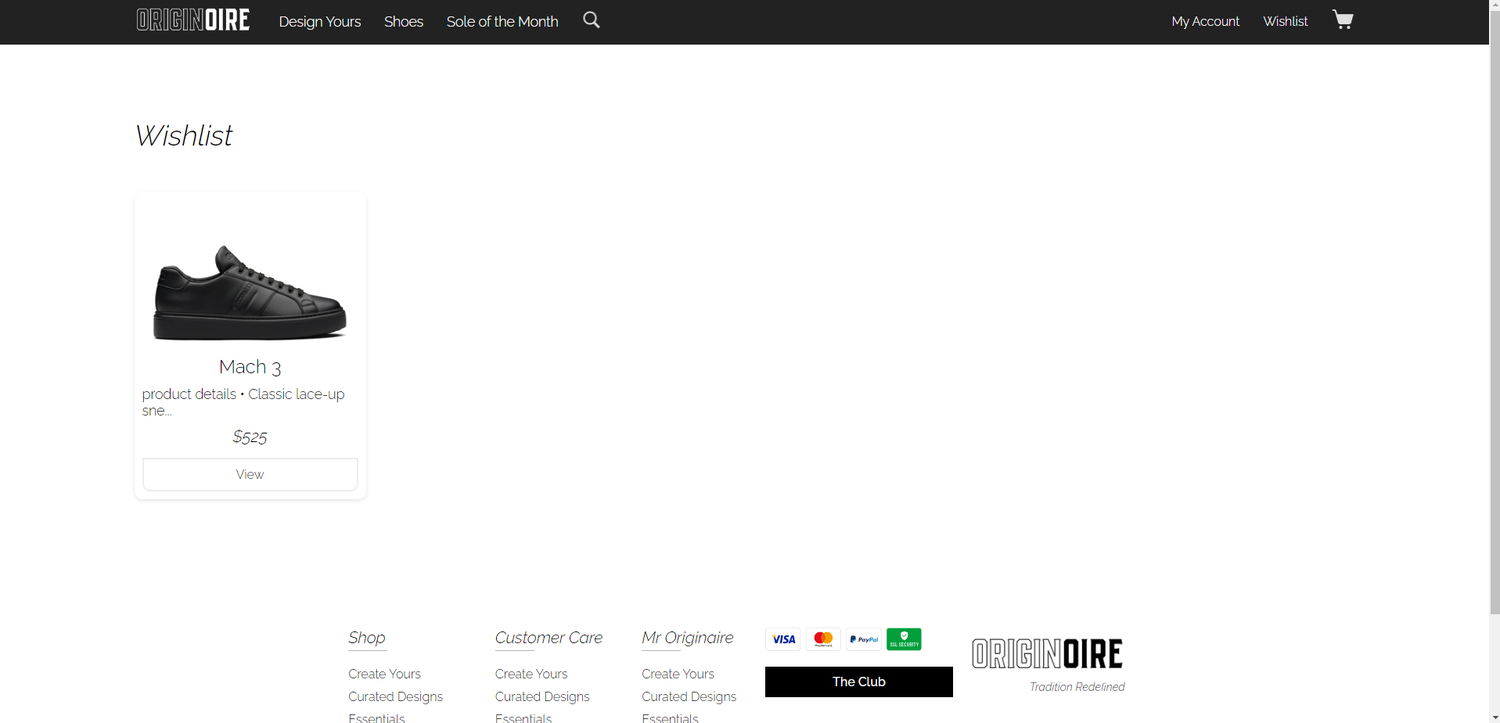 ORIGINOIRE
Design Yours
Shoes
Sole of the Month
My Account
Wishlist
Wishlist
Mach 3
product details • Classic lace-up
sne...
$525
View
Shop
Create Yours
Curated Designs
Essentials
Customer Care
Create Yours
Curated Designs
Essentials
Mr Originaire
Create Yours
Curated Designs
Essentials
VISA
PayPal
SSL SECURITY
The Club
ORIGINOIRE
Tradition Redefined